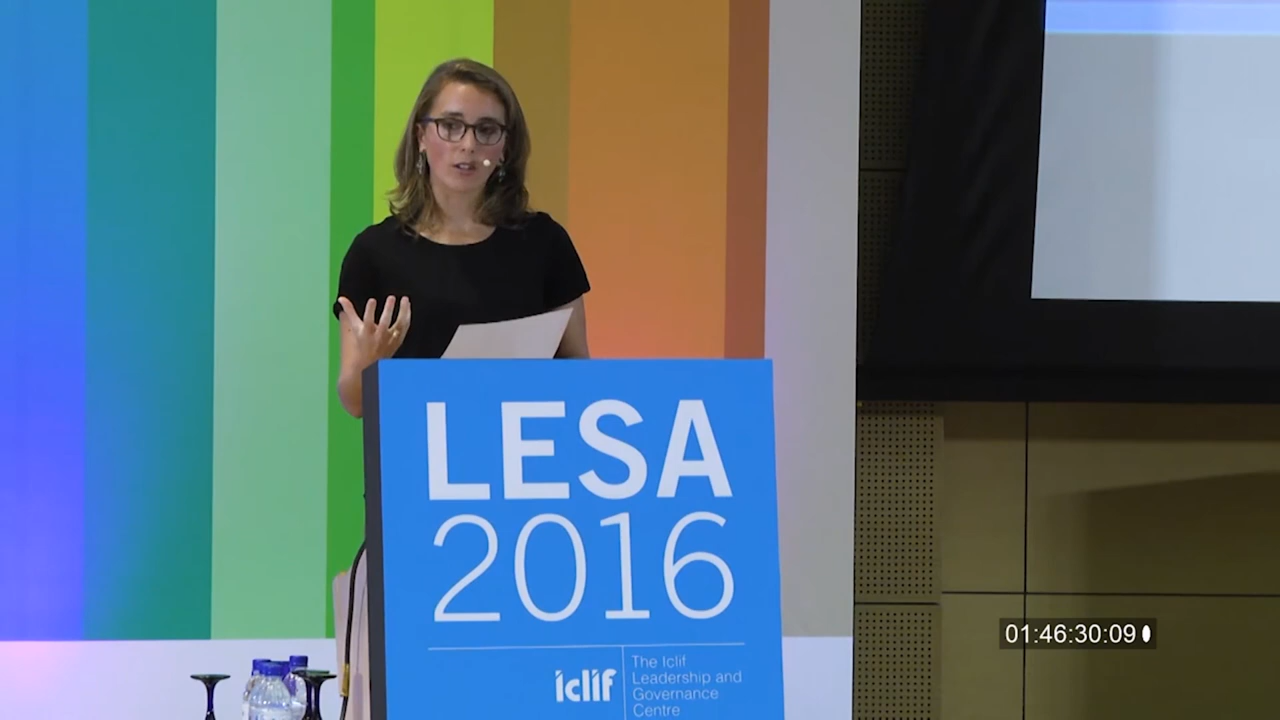 LESA
2016
iclif
The Iclif
Leadership and
Governance
Centre
01:46:30:09